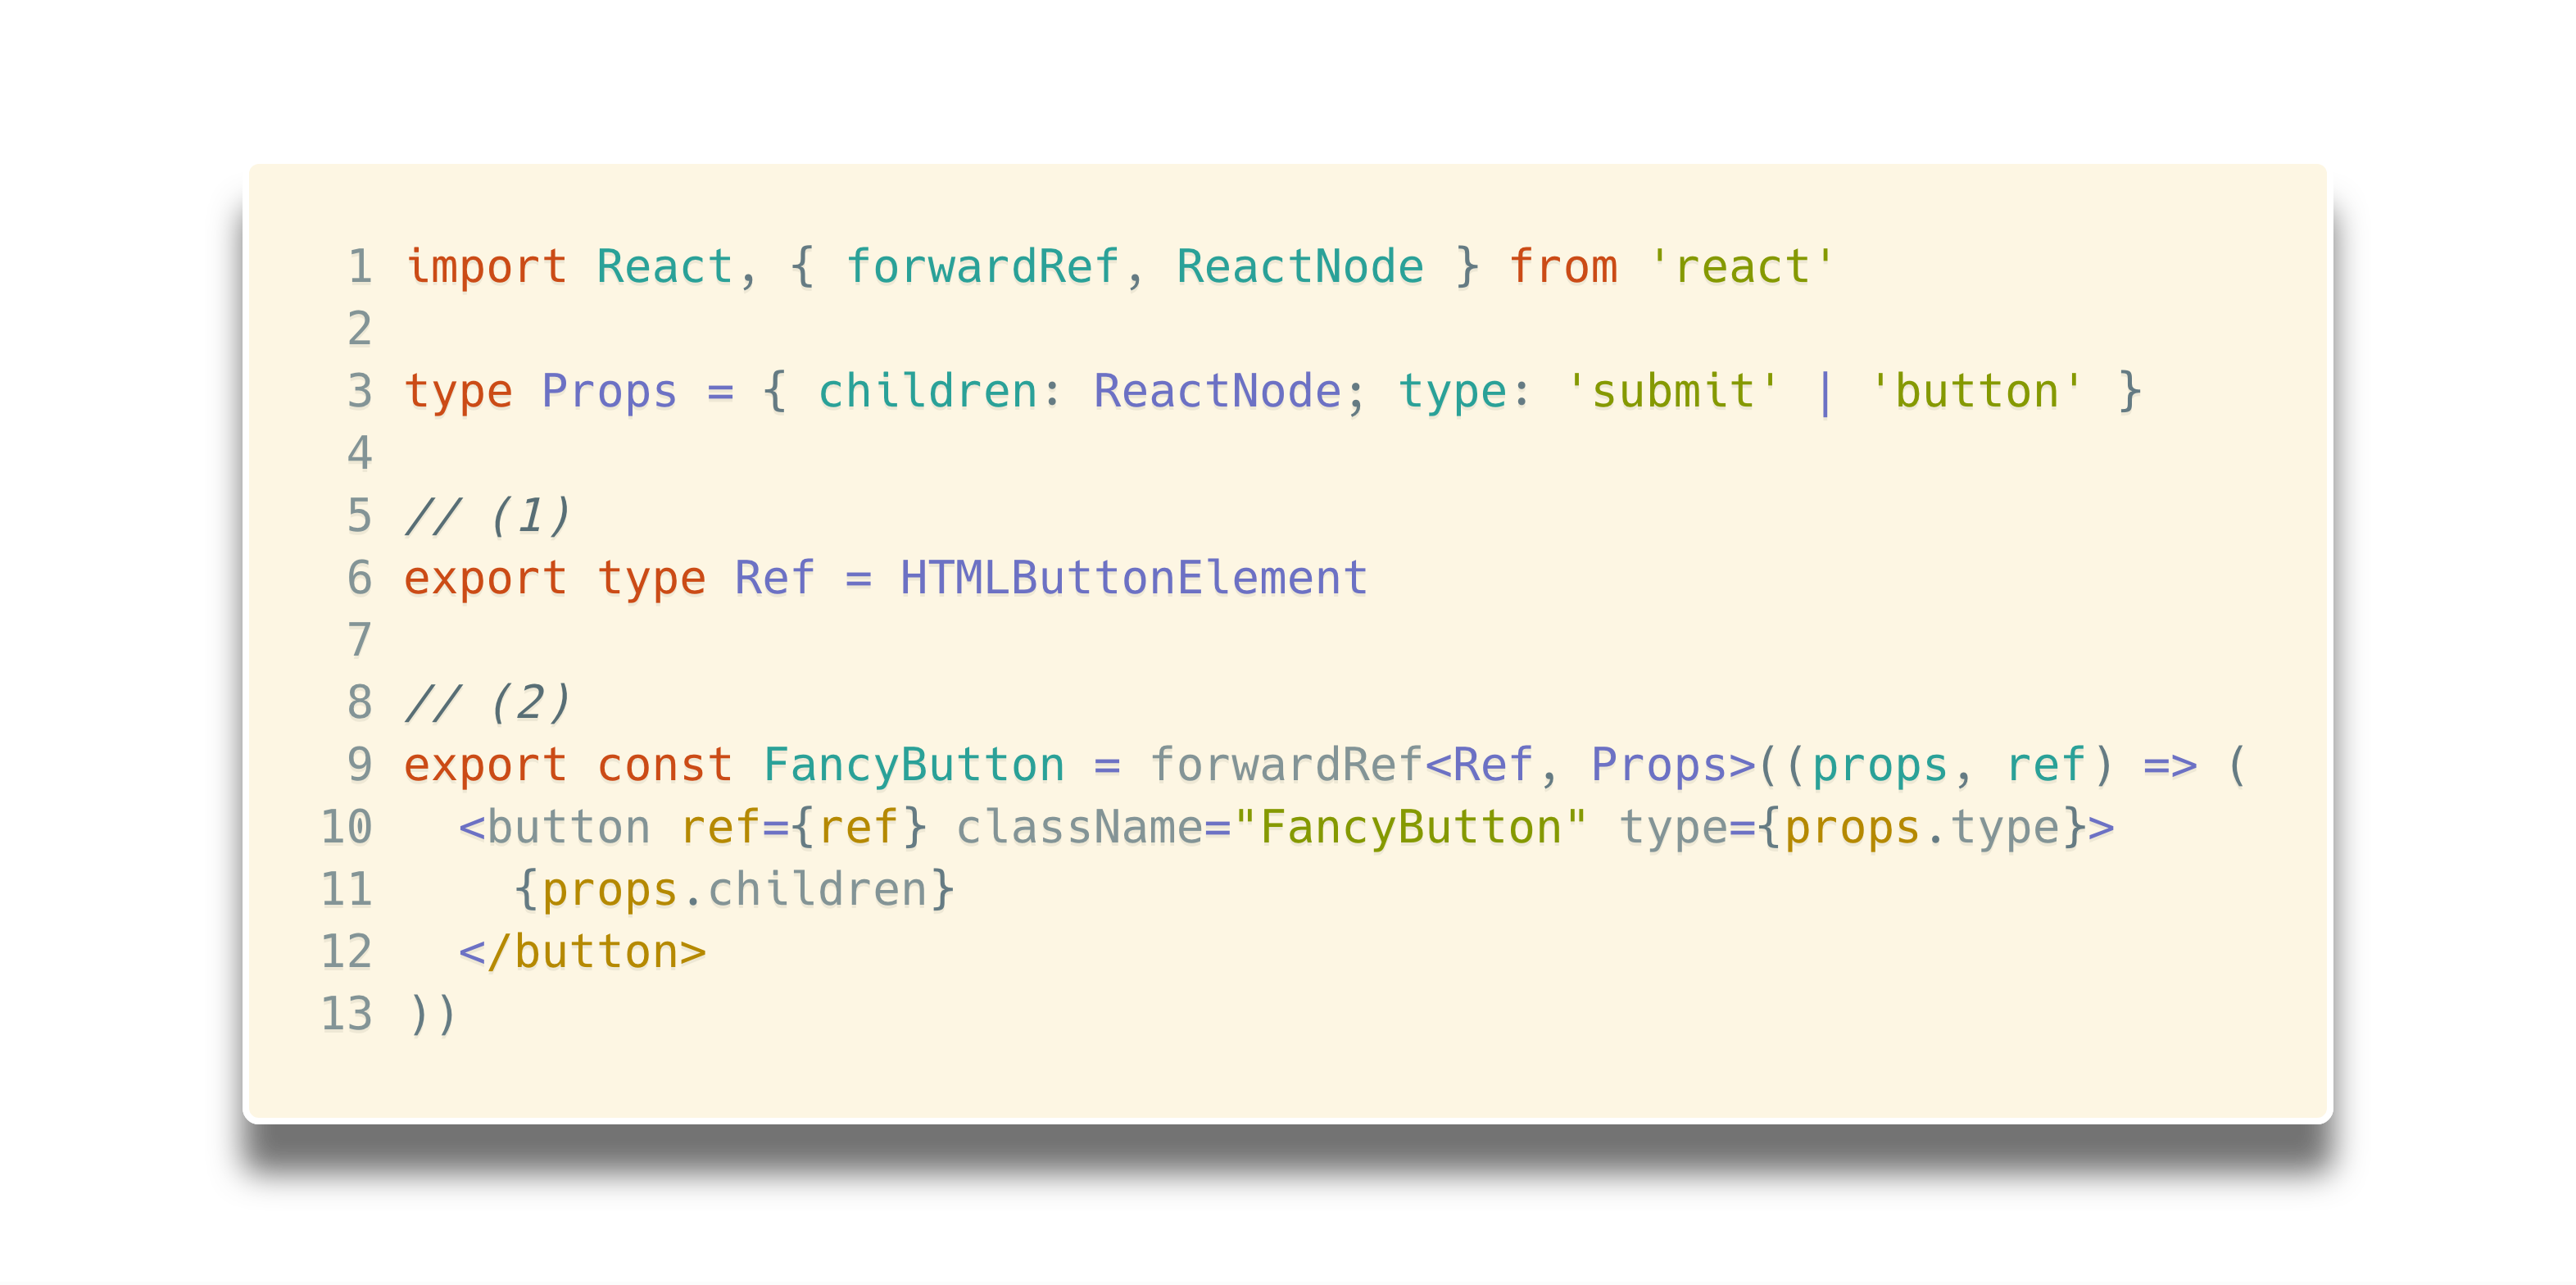 1 import React, { forwardRef, ReactNode } from 'react'
2
3 type Props = { children: ReactNode; type: 'submit' | 'button' }
4
5 // (1)
6 export type Ref = HTMLButtonElement
7
8 // (2)
9 export const FancyButton = forwardRef<Ref, Props>((props, ref) => (
10   <button ref={ref} className="FancyButton" type={props.type}>
11     {props.children}
12   </button>
13 ))